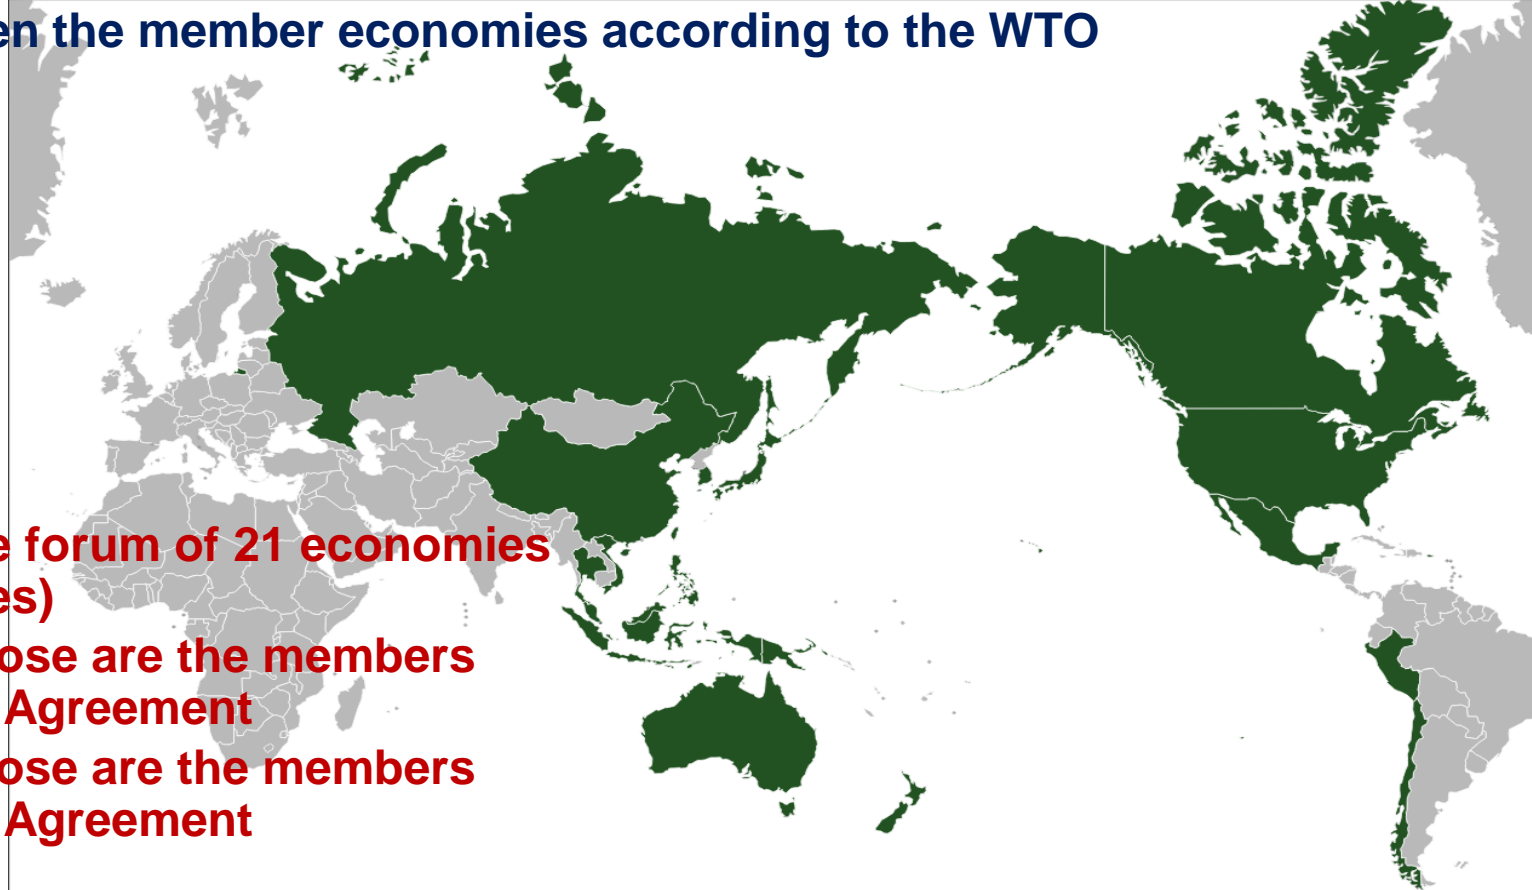 en the member economies according to the WTO
e forum of 21 economies
es)
ose are the members
Agreement
ose are the members
Agreement